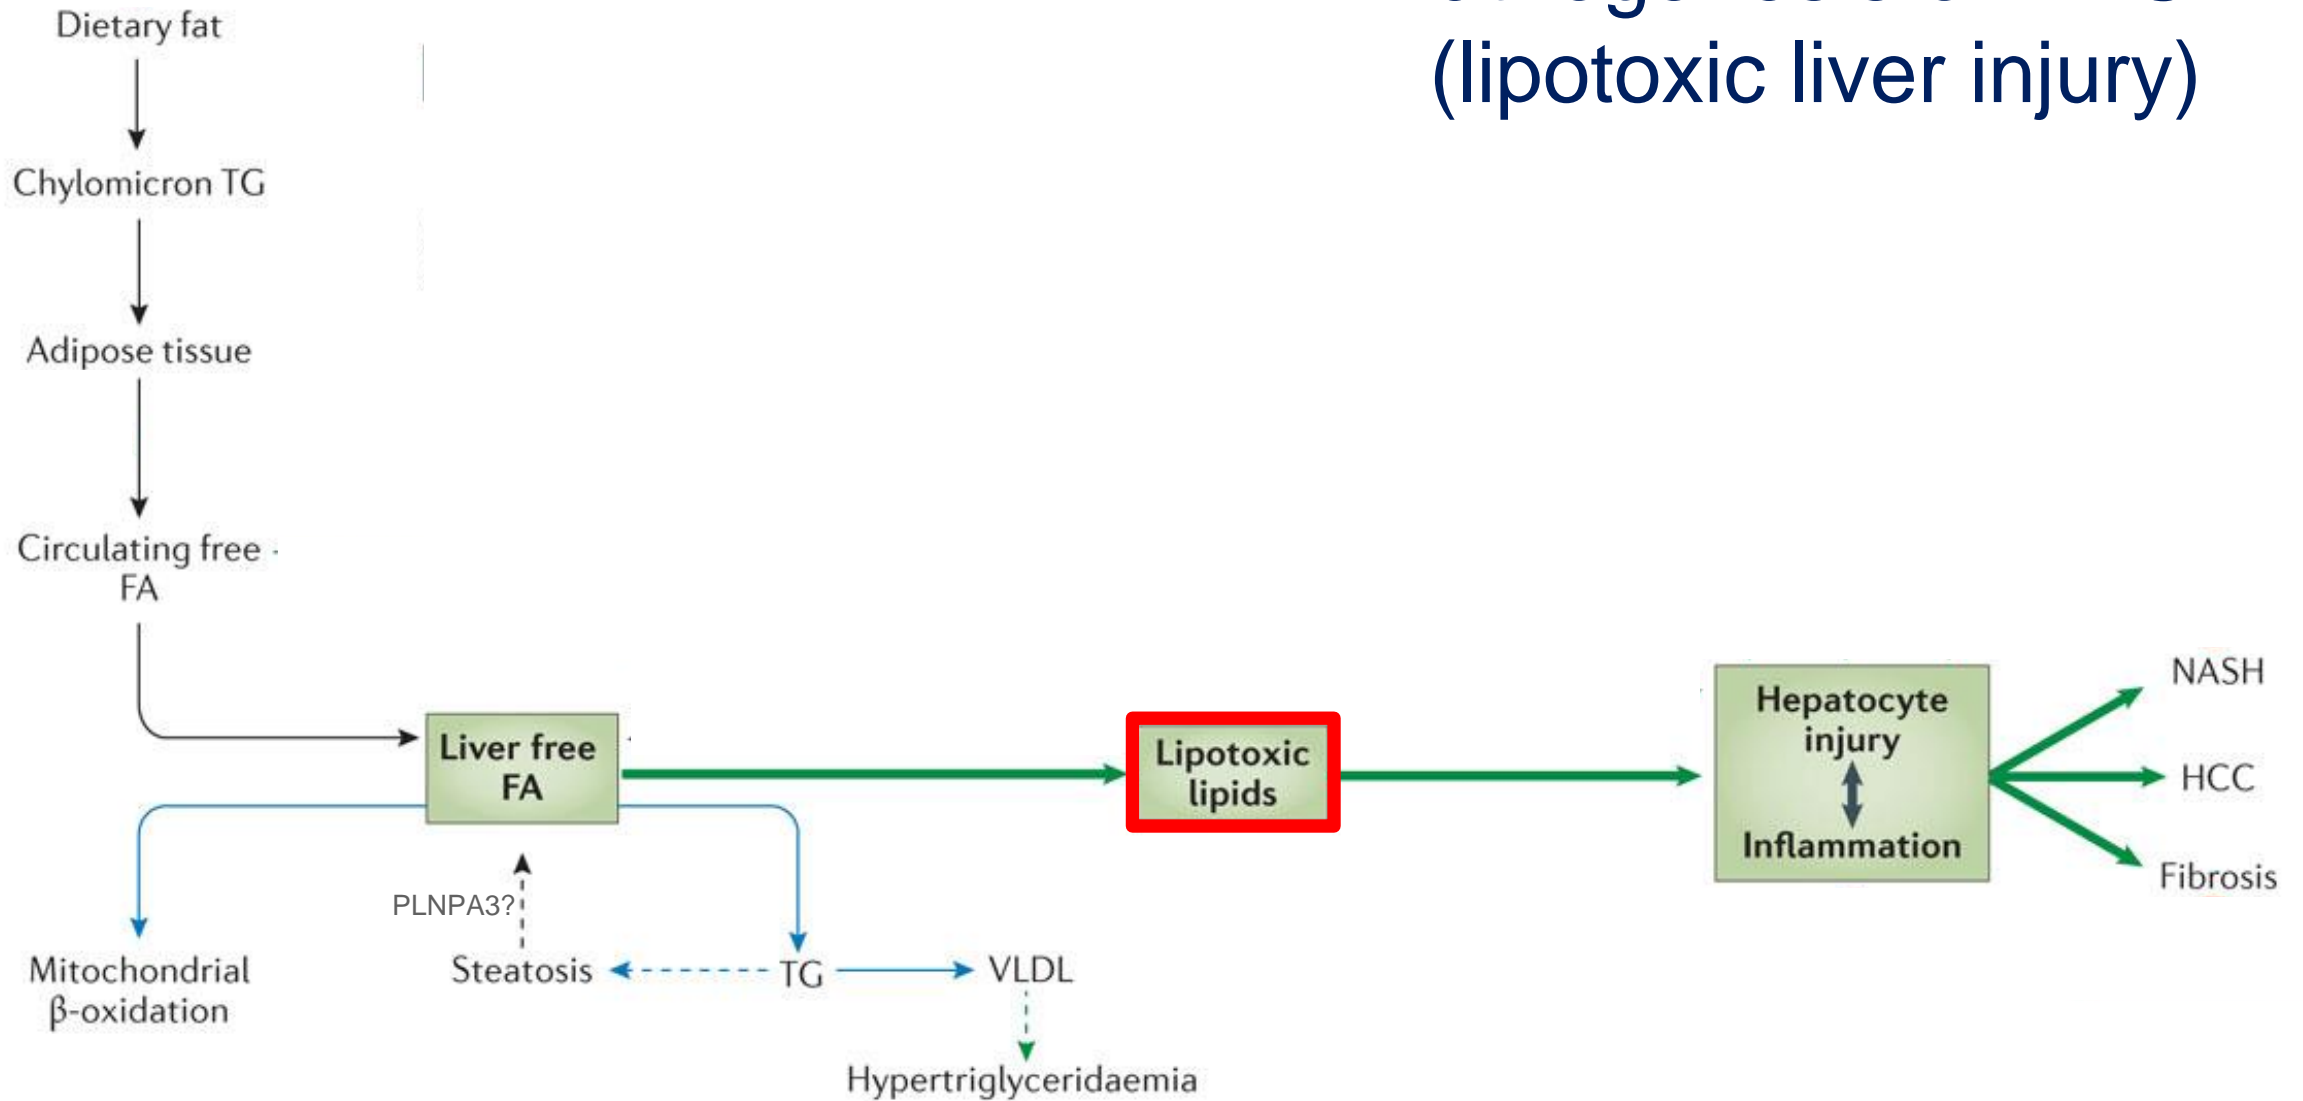 (lipotoxic liver injury)
Dietary fat
Chylomicron TG
Adipose tissue
Circulating free
FA
Liver free
FA
Lipotoxic
lipids
Hepatocyte
injury
Inflammation
NASH
HCC
Fibrosis
PLNPA3?
Mitochondrial
β-oxidation
Steatosis
TG
VLDL
Hypertriglyceridaemia